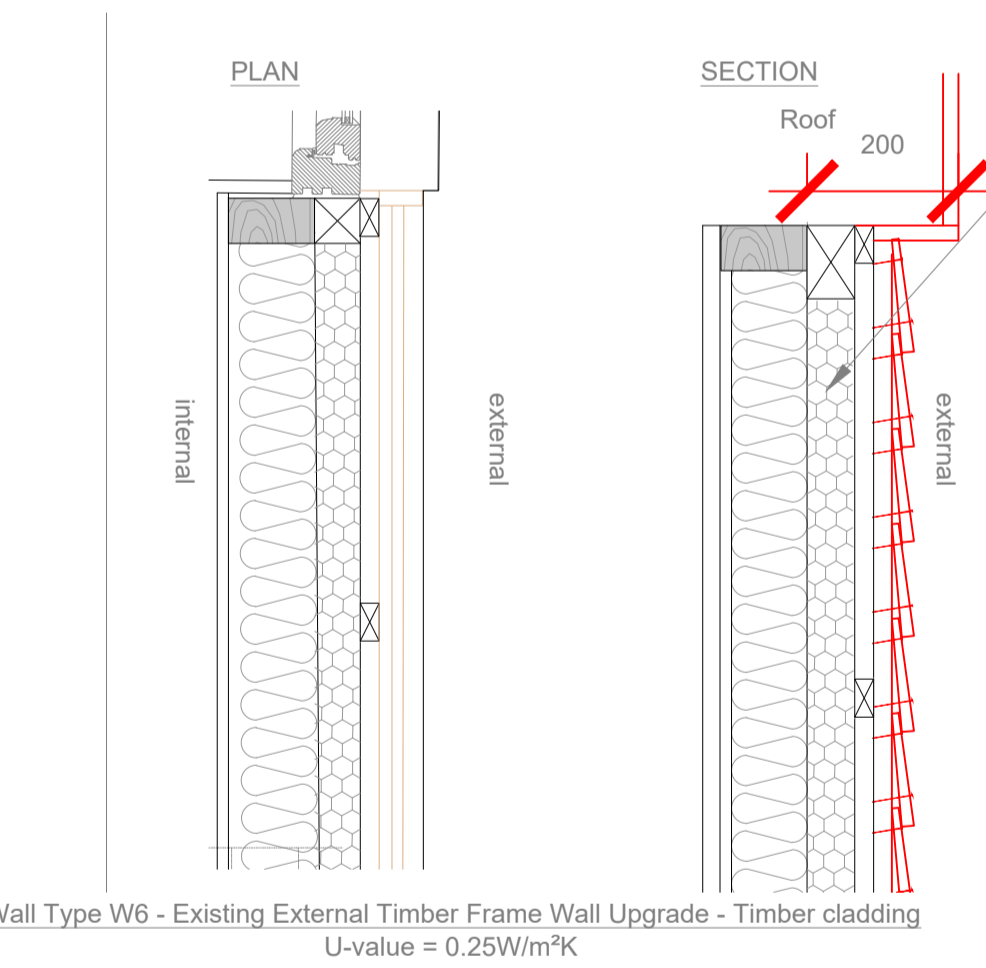 PLAN
SECTION
Roof
200
internal
external
external
Wall Type W6 - Existing External Timber Frame Wall Upgrade - Timber cladding
U-value = 0.25W/m²K